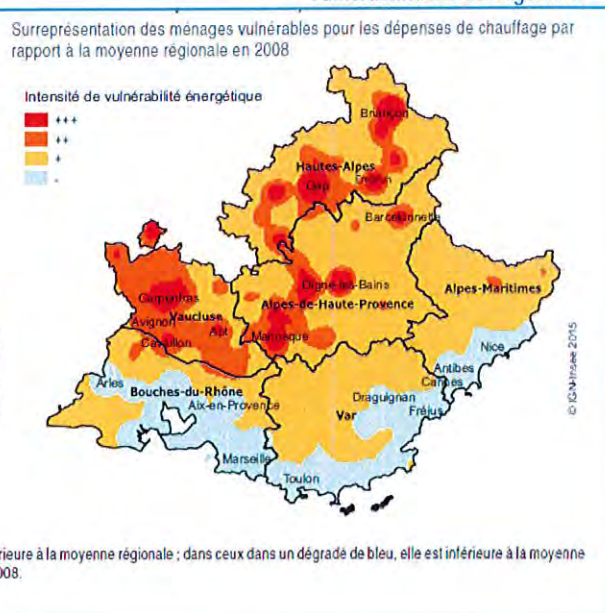 Surreprésentation des ménages vulnérables pour les dépenses de chauffage par
rapport à la moyenne régionale en 2008
Intensité de vulnérabilité énergétique
+++
++
+
-
Briançon
Hautes-Alpes
Gap
Embrun
Barcelonnette
Digne-les-Bains
Alpes-Maritimes
Carpentras
Alpes-de-Haute-Provence
Vaucluse
Avignon
Apt
Manosque
Cavaillon
Nice
Antibes
Arles
Cannes
Bouches-du-Rhône
Draguignan
Aix-en-Provence
Fréjus
Var
Marseille
Toulon
© IGN-Insee 2015
rieure à la moyenne régionale ; dans ceux dans un dégradé de bleu, elle est inférieure à la moyenne
008.